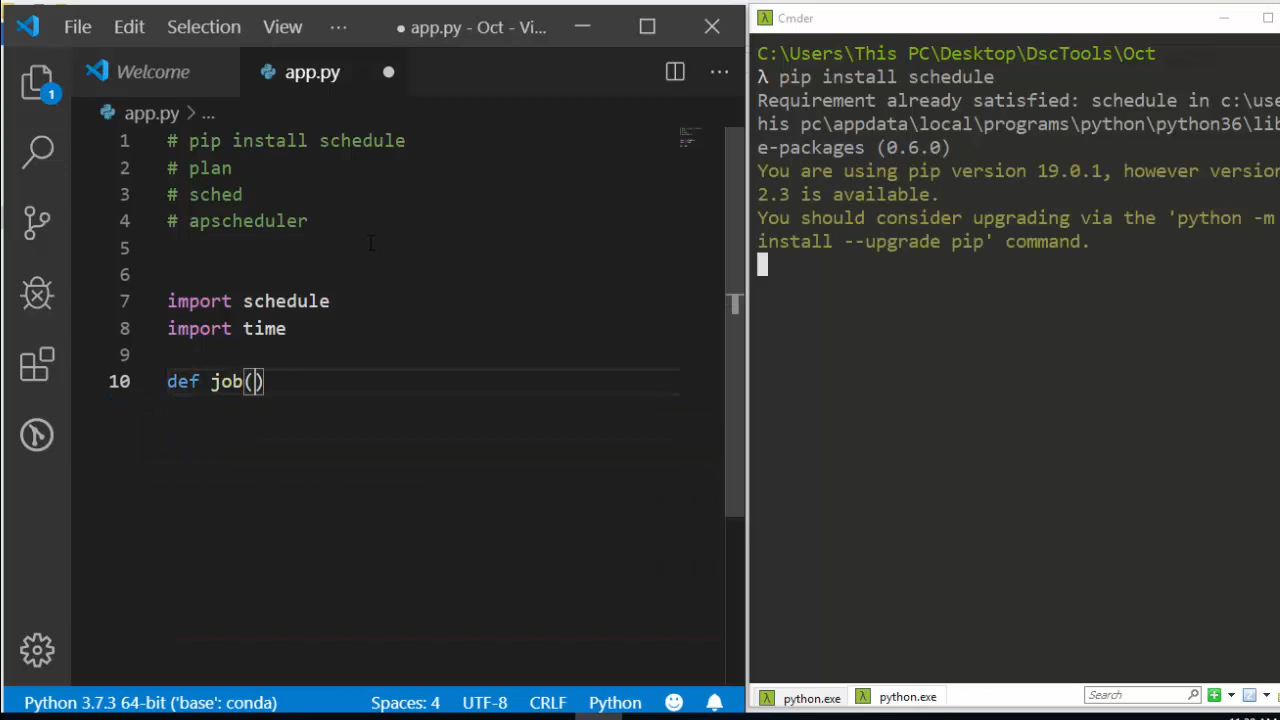 File Edit Selection View ··· ● app.py - Oct - Vi...
Welcome app.py ● ···
app.py > ...
1 # pip install schedule
2 # plan
3 # sched
4 # apscheduler
5
6
7 import schedule
8 import time
9
10 def job()
1
Python 3.7.3 64-bit ('base': conda) Spaces: 4 UTF-8 CRLF Python
Cmder
C:\Users\This PC\Desktop\DscTools\Oct
λ pip install schedule
Requirement already satisfied: schedule in c:\use
his pc\appdata\local\programs\python\python36\lib
e-packages (0.6.0)
You are using pip version 19.0.1, however version
2.3 is available.
You should consider upgrading via the 'python -m
install --upgrade pip' command.
python.exe python.exe Search